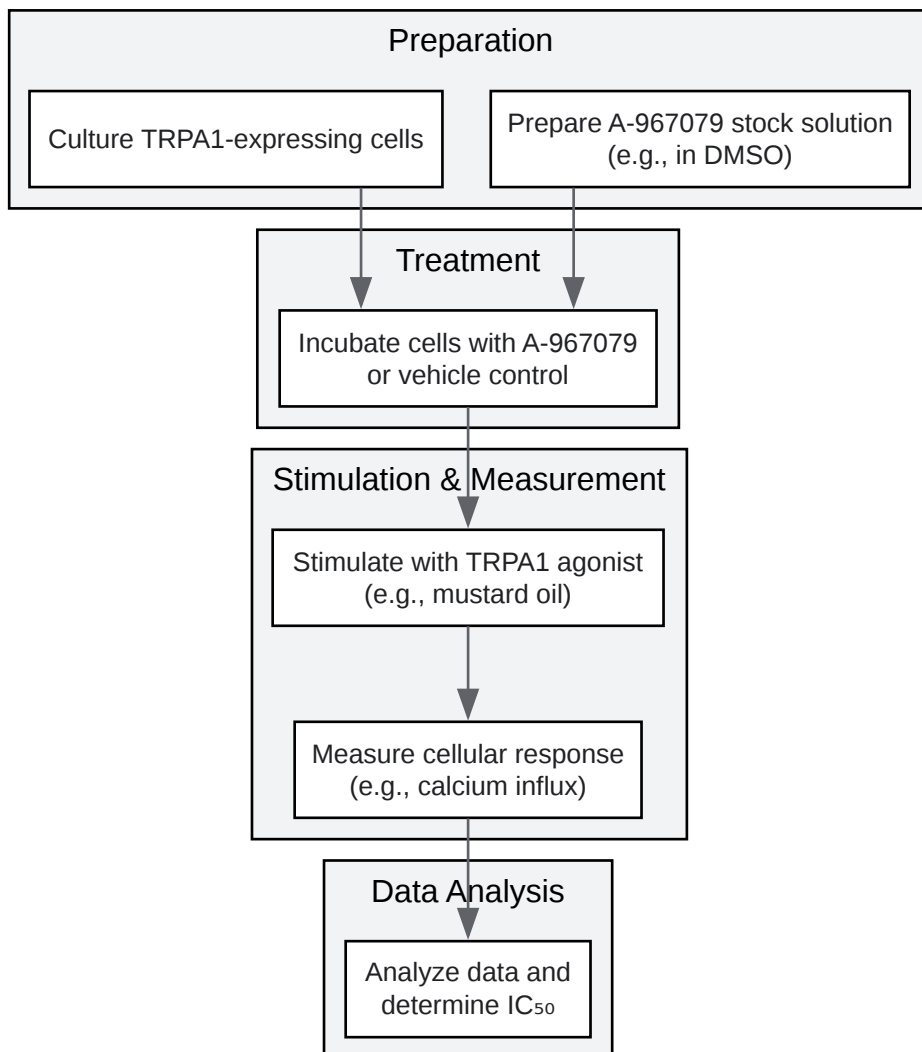 Preparation
Culture TRPA1-expressing cells
Prepare A-967079 stock solution
(e.g., in DMSO)
Treatment
Incubate cells with A-967079
or vehicle control
Stimulation & Measurement
Stimulate with TRPA1 agonist
(e.g., mustard oil)
Measure cellular response
(e.g., calcium influx)
Data Analysis
Analyze data and
determine IC₅₀